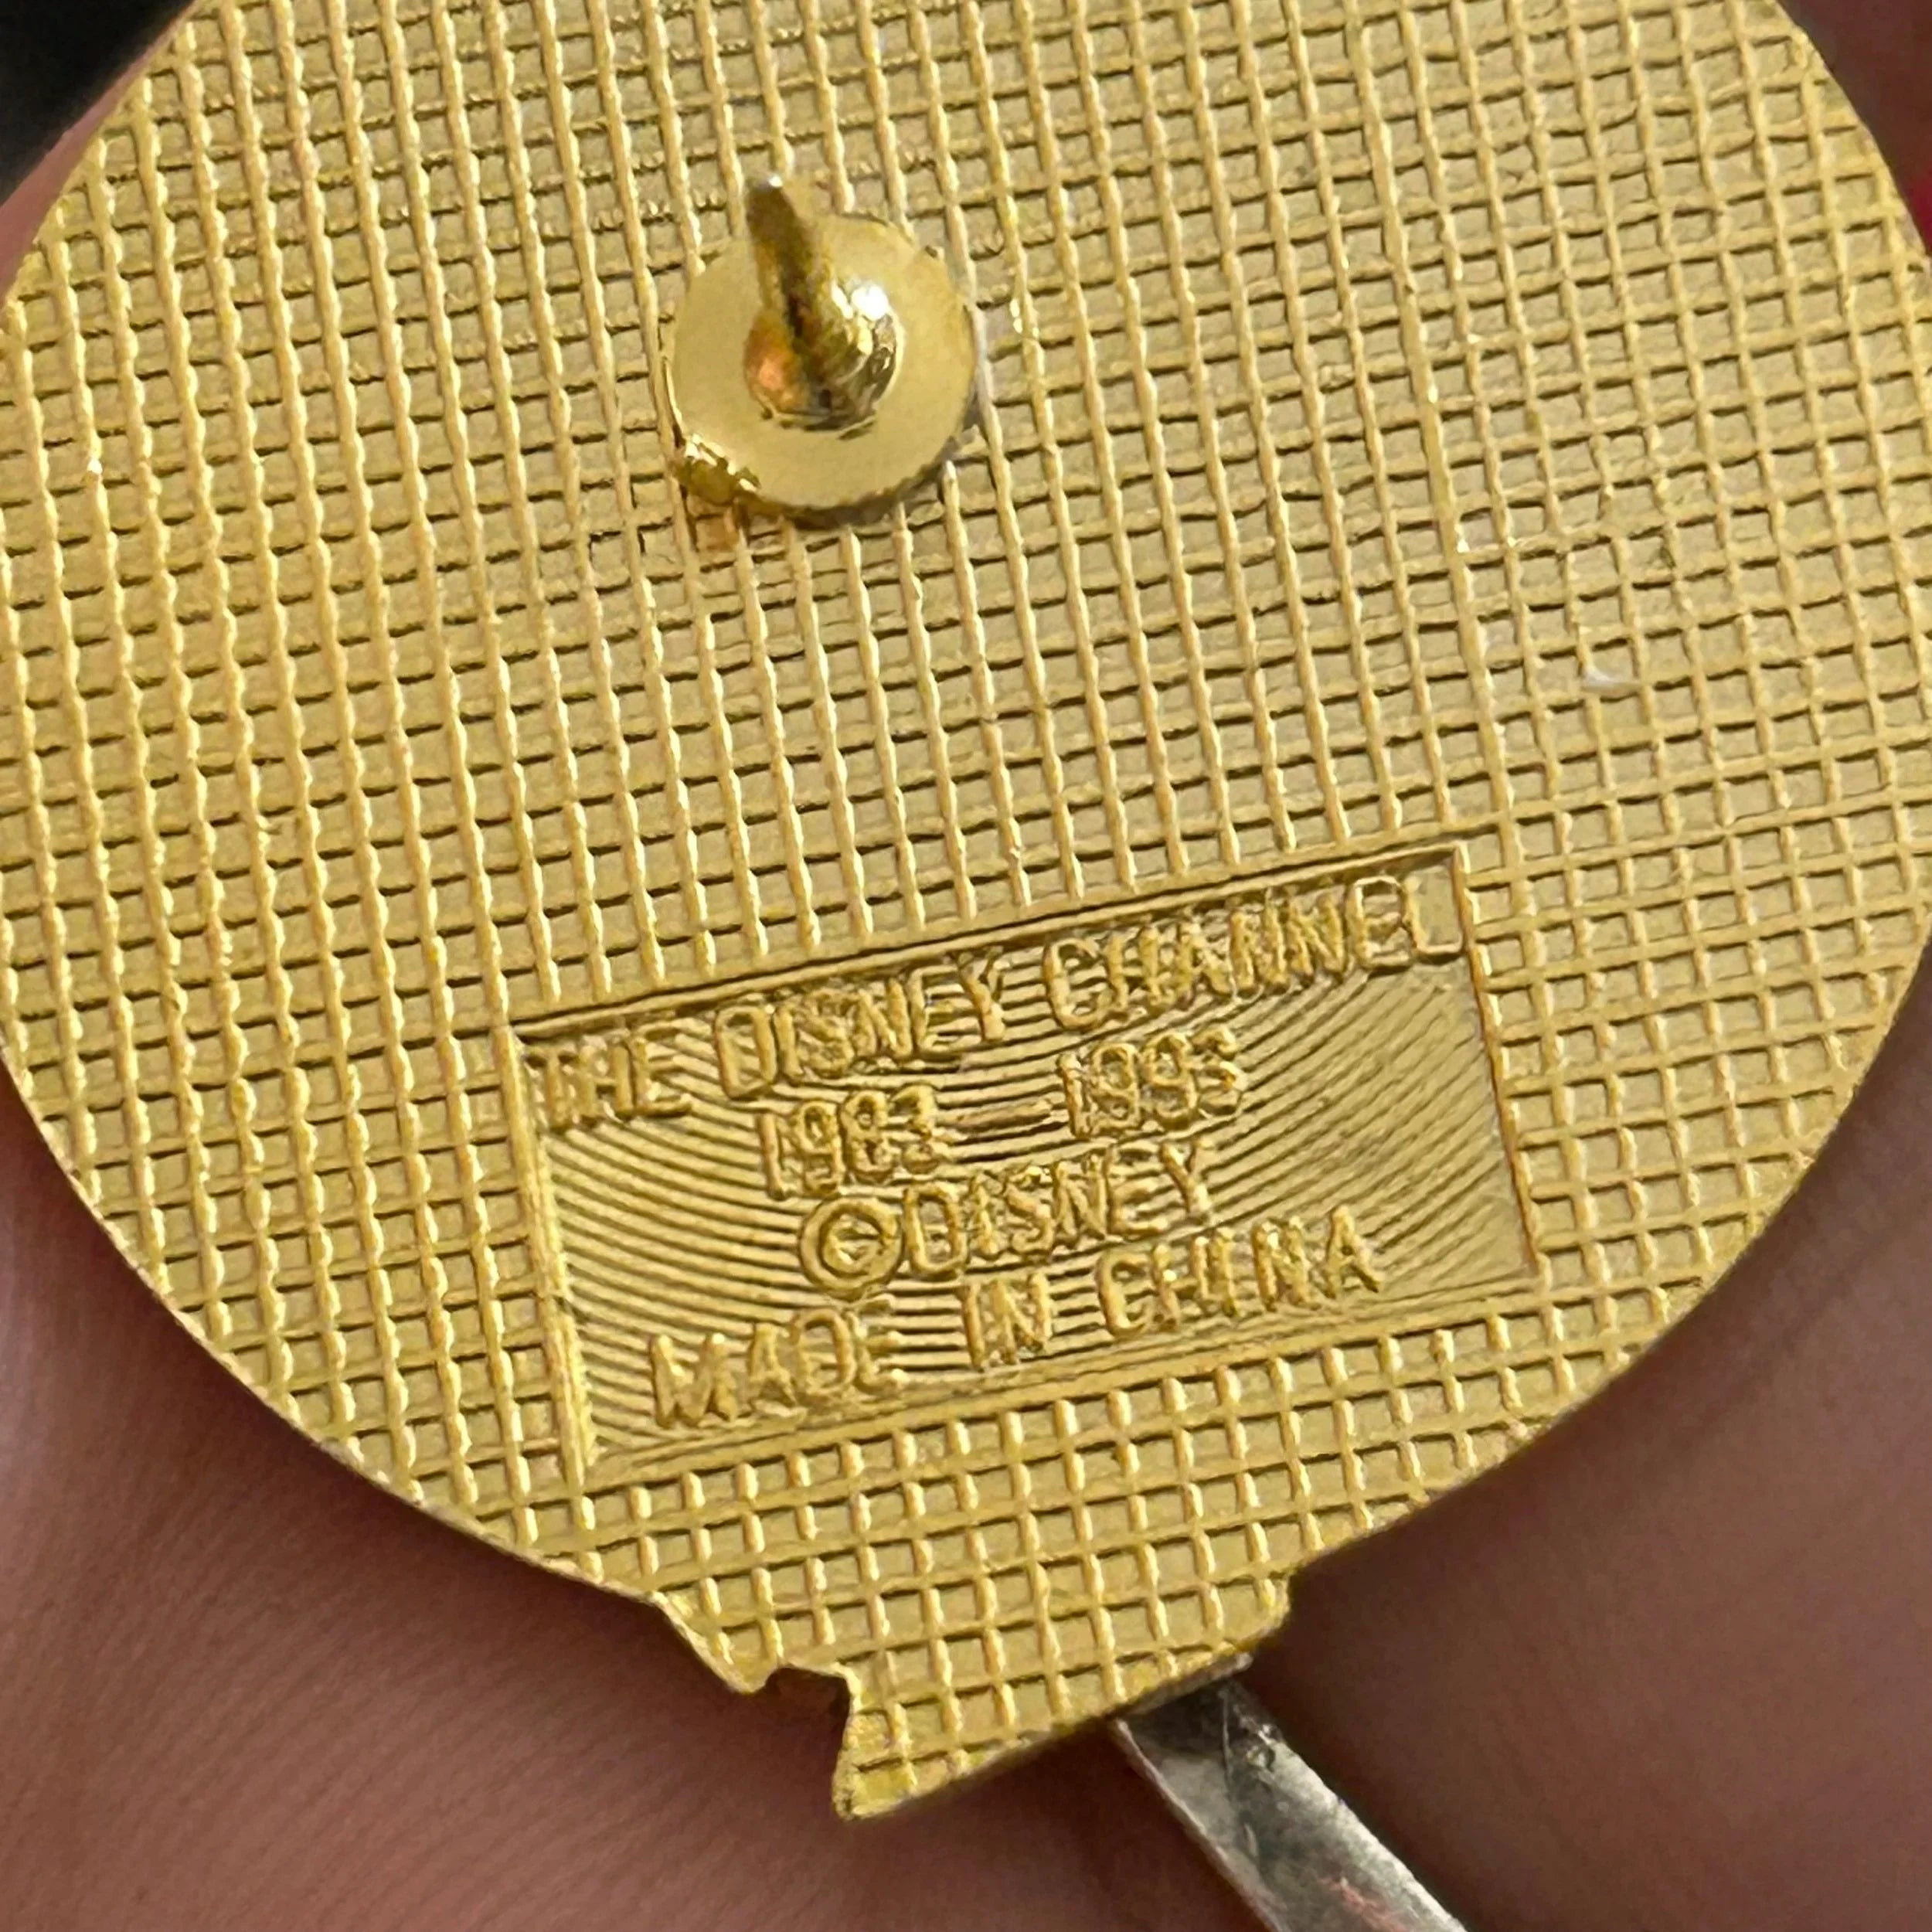 THE DISNEY CHANNEL
1983—1993
©DISNEY
MADE IN CHINA